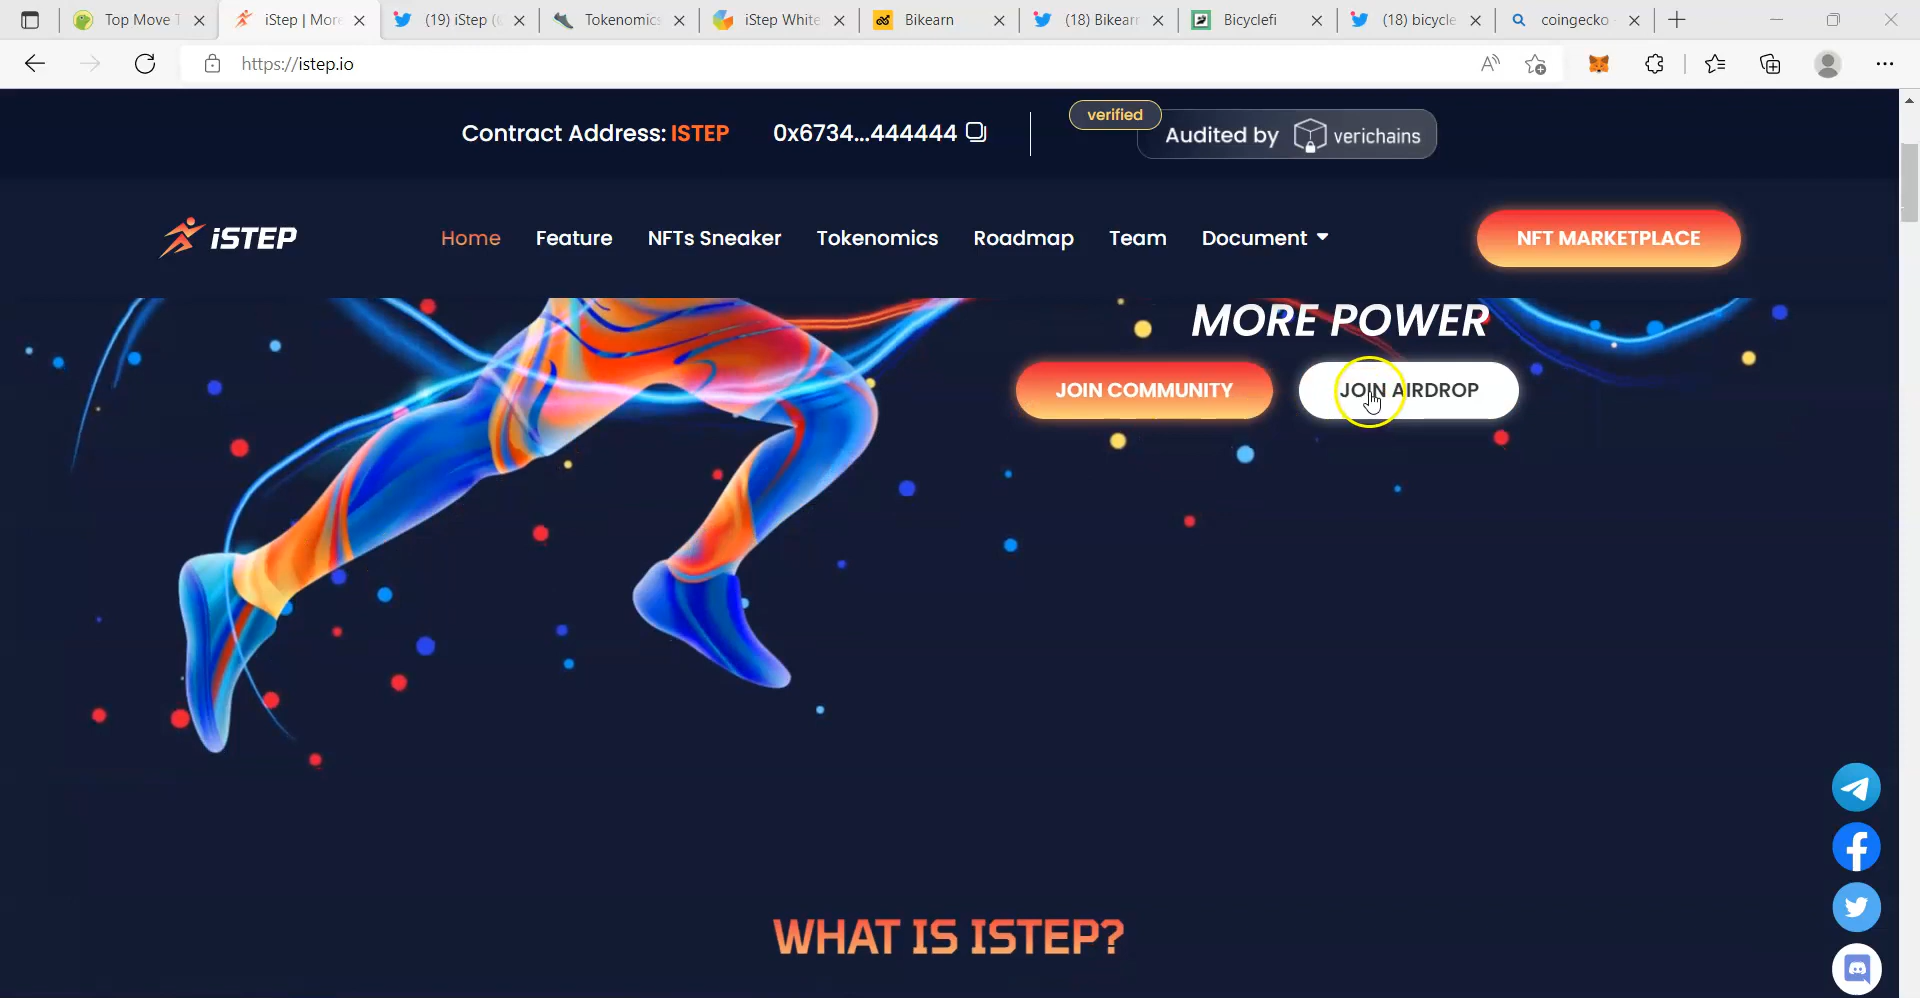 Top Move T
iStep | More
(19) iStep (
Tokenomics
iStep White
Bikearn
(18) Bikearn
Bicyclefi
(18) bicycle
coingecko
https://istep.io
Contract Address: ISTEP 0x6734...444444
verified
Audited by verichains
iSTEP
Home Feature NFTs Sneaker Tokenomics Roadmap Team Document
NFT MARKETPLACE
MORE POWER
JOIN COMMUNITY
JOIN AIRDROP
WHAT IS ISTEP?